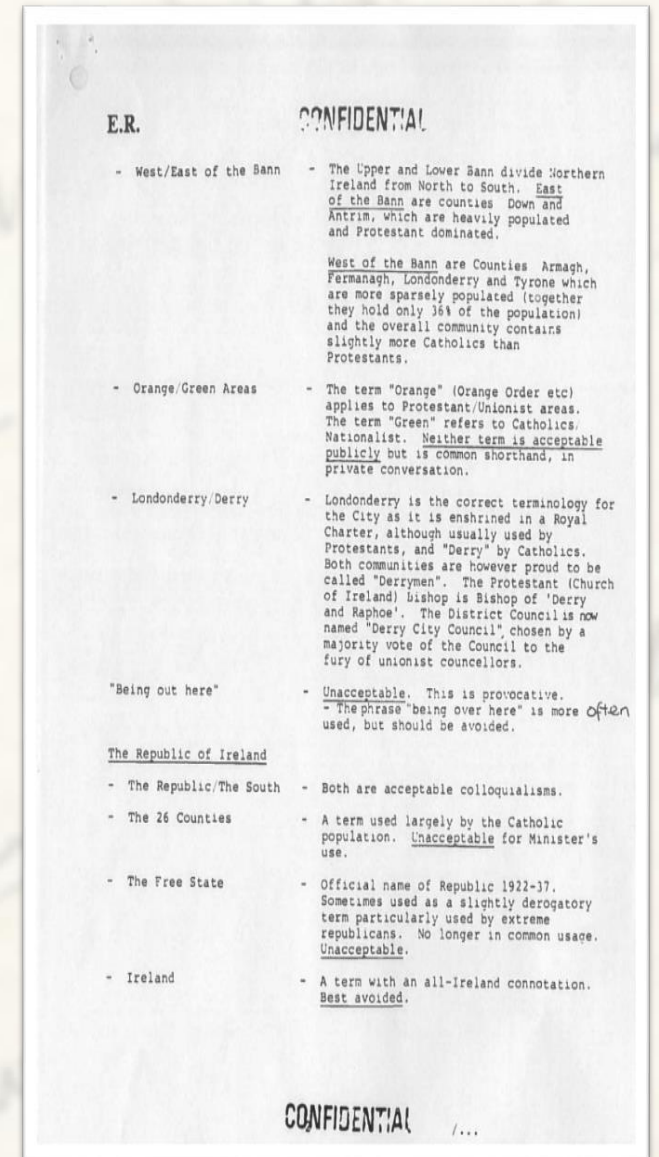 E.R. CONFIDENTIAL
- West/East of the Bann - The Upper and Lower Bann divide Northern
Ireland from North to South. East
of the Bann are counties Down and
Antrim, which are heavily populated
and Protestant dominated.
West of the Bann are Counties Armagh,
Fermanagh, Londonderry and Tyrone which
are more sparsely populated (together
they hold only 36% of the population)
and the overall community contains
slightly more Catholics than
Protestants.
- Orange/Green Areas - The term "Orange" (Orange Order etc)
applies to Protestant/Unionist areas.
The term "Green" refers to Catholics/
Nationalist. Neither term is acceptable
publicly but is common shorthand, in
private conversation.
- Londonderry/Derry - Londonderry is the correct terminology for
the City as it is enshrined in a Royal
Charter, although usually used by
Protestants, and "Derry" by Catholics.
Both communities are however proud to be
called "Derrymen". The Protestant (Church
of Ireland) bishop is Bishop of 'Derry
and Raphoe'. The District Council is now
named "Derry City Council", chosen by a
majority vote of the Council to the
fury of unionist councellors.
"Being out here" - Unacceptable. This is provocative.
- The phrase "being over here" is more often
used, but should be avoided.
The Republic of Ireland
- The Republic/The South - Both are acceptable colloquialisms.
- The 26 Counties - A term used largely by the Catholic
population. Unacceptable for Minister's
use.
- The Free State - Official name of Republic 1922-37.
Sometimes used as a slightly derogatory
term particularly used by extreme
republicans. No longer in common usage.
Unacceptable.
- Ireland - A term with an all-Ireland connotation.
Best avoided.
CONFIDENTIAL /...